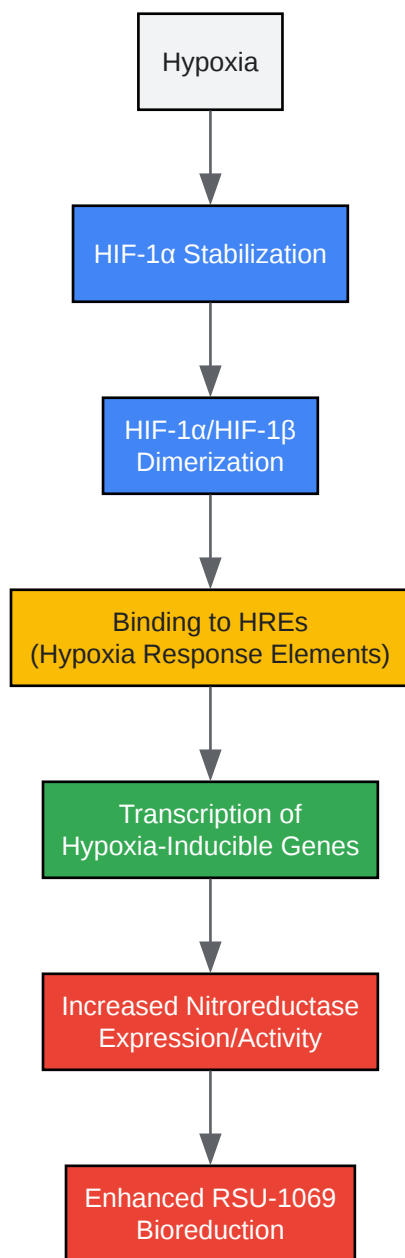 Hypoxia
HIF-1α Stabilization
HIF-1α/HIF-1β
Dimerization
Binding to HREs
(Hypoxia Response Elements)
Transcription of
Hypoxia-Inducible Genes
Increased Nitroreductase
Expression/Activity
Enhanced RSU-1069
Bioreduction